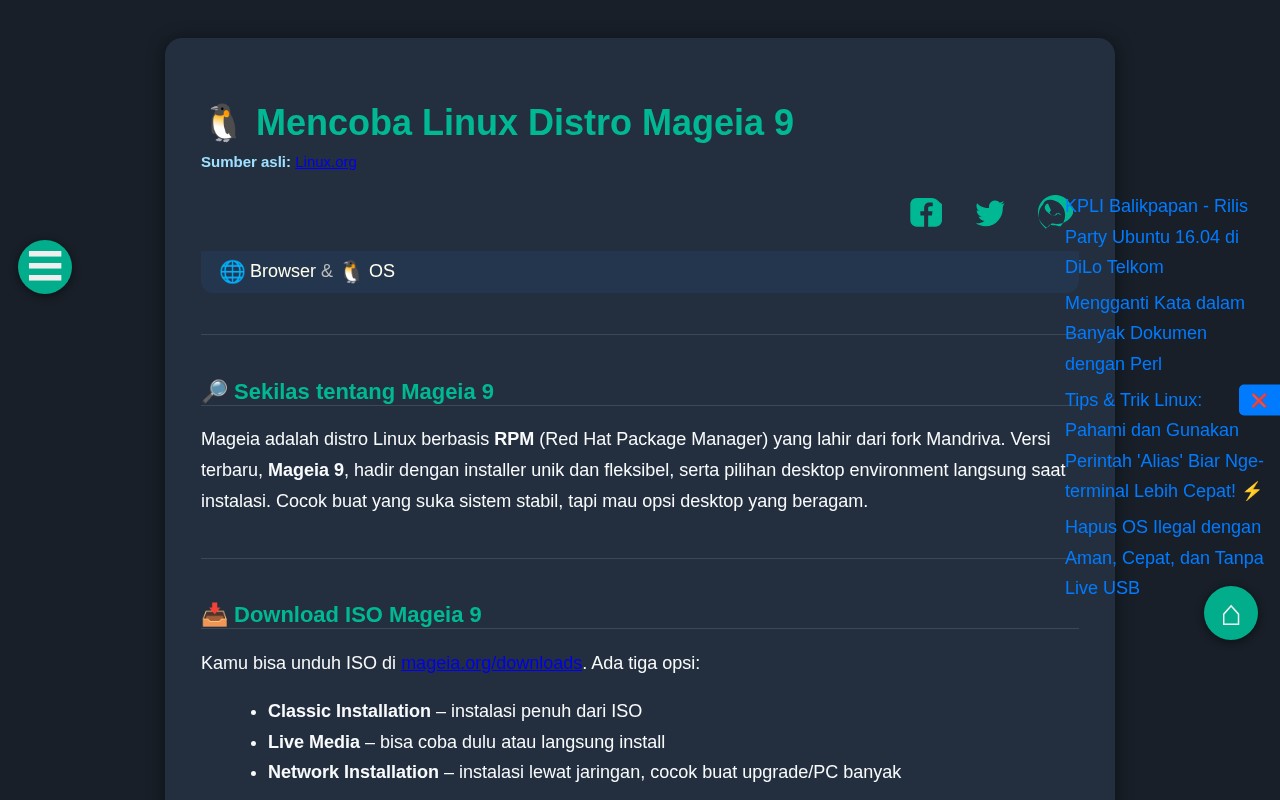 🐧 Mencoba Linux Distro Mageia 9
Sumber asli: Linux.org
🌐 Browser & 🐧 OS
🔎 Sekilas tentang Mageia 9
Mageia adalah distro Linux berbasis RPM (Red Hat Package Manager) yang lahir dari fork Mandriva. Versi
terbaru, Mageia 9, hadir dengan installer unik dan fleksibel, serta pilihan desktop environment langsung saat
instalasi. Cocok buat yang suka sistem stabil, tapi mau opsi desktop yang beragam.
📥 Download ISO Mageia 9
Kamu bisa unduh ISO di mageia.org/downloads. Ada tiga opsi:
• Classic Installation – instalasi penuh dari ISO
• Live Media – bisa coba dulu atau langsung install
• Network Installation – instalasi lewat jaringan, cocok buat upgrade/PC banyak
KPLI Balikpapan - Rilis
Party Ubuntu 16.04 di
DiLo Telkom
Mengganti Kata dalam
Banyak Dokumen
dengan Perl
Tips & Trik Linux:
Pahami dan Gunakan
Perintah 'Alias' Biar Nge-
terminal Lebih Cepat! ⚡
Hapus OS Ilegal dengan
Aman, Cepat, dan Tanpa
Live USB